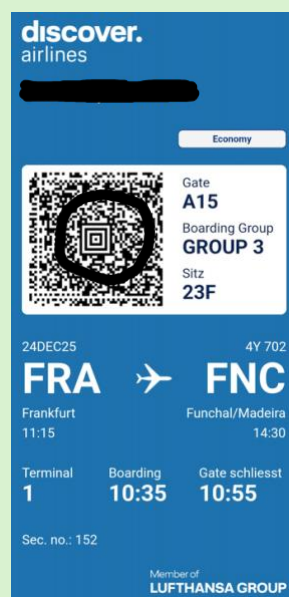 discover.
airlines
Economy
Gate
A15
Boarding Group
GROUP 3
Sitz
23F
24DEC25 4Y 702
FRA FNC
Frankfurt Funchal/Madeira
11:15 14:30
Terminal Boarding Gate schliesst
1 10:35 10:55
Sec. no.: 152
Member of
LUFTHANSA GROUP